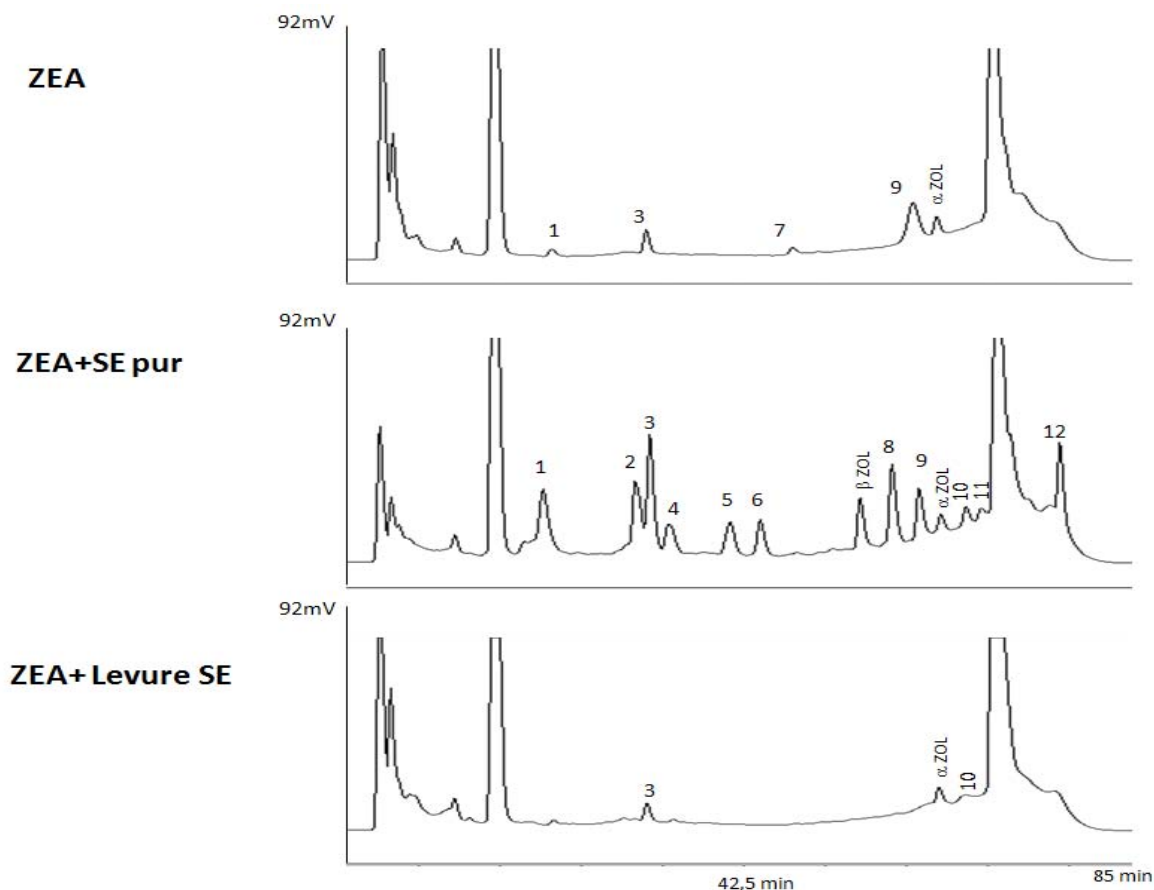 92mV
ZEA
1
3
7
9
α ZOL
92mV
ZEA+SE pur
1
2
3
4
5
6
β ZOL
8
9
α ZOL
10
11
12
92mV
ZEA+ Levure SE
3
α ZOL
10
42,5 min
85 min